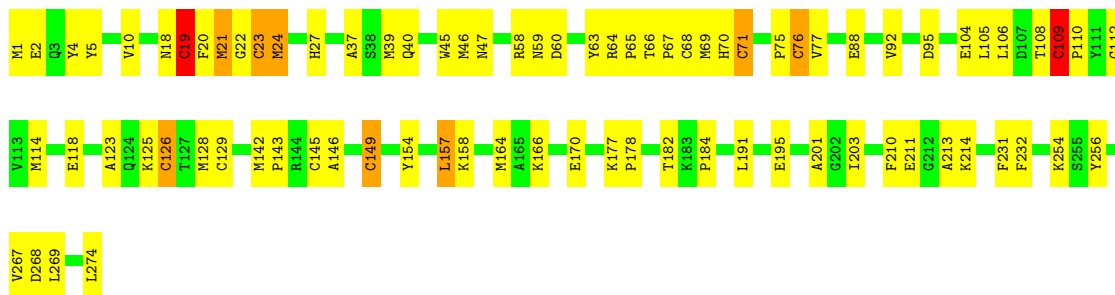 M1 E2 Q3 Y4 Y5 V10 N18 C19 F20 M21 G22 C23 M24 H27 A37 S38 M39 Q40 W45 M46 N47 R58 N59 D60 Y63 R64 P65 T66 P67 C68 M69 H70 C71 P75 C76 V77 E88 V92 D95 E104 L105 L106 D107 T108 C109 P110 Y111 G112
V113 M114 E118 A123 Q124 K125 C126 T127 M128 C129 M142 P143 R144 C145 A146 C149 Y154 L157 K158 M164 A165 K166 E170 K177 P178 T182 K183 P184 L191 E195 A201 G202 I203 F210 E211 G212 A213 K214 F231 F232 K254 S255 Y256
V267 D268 L269 L274